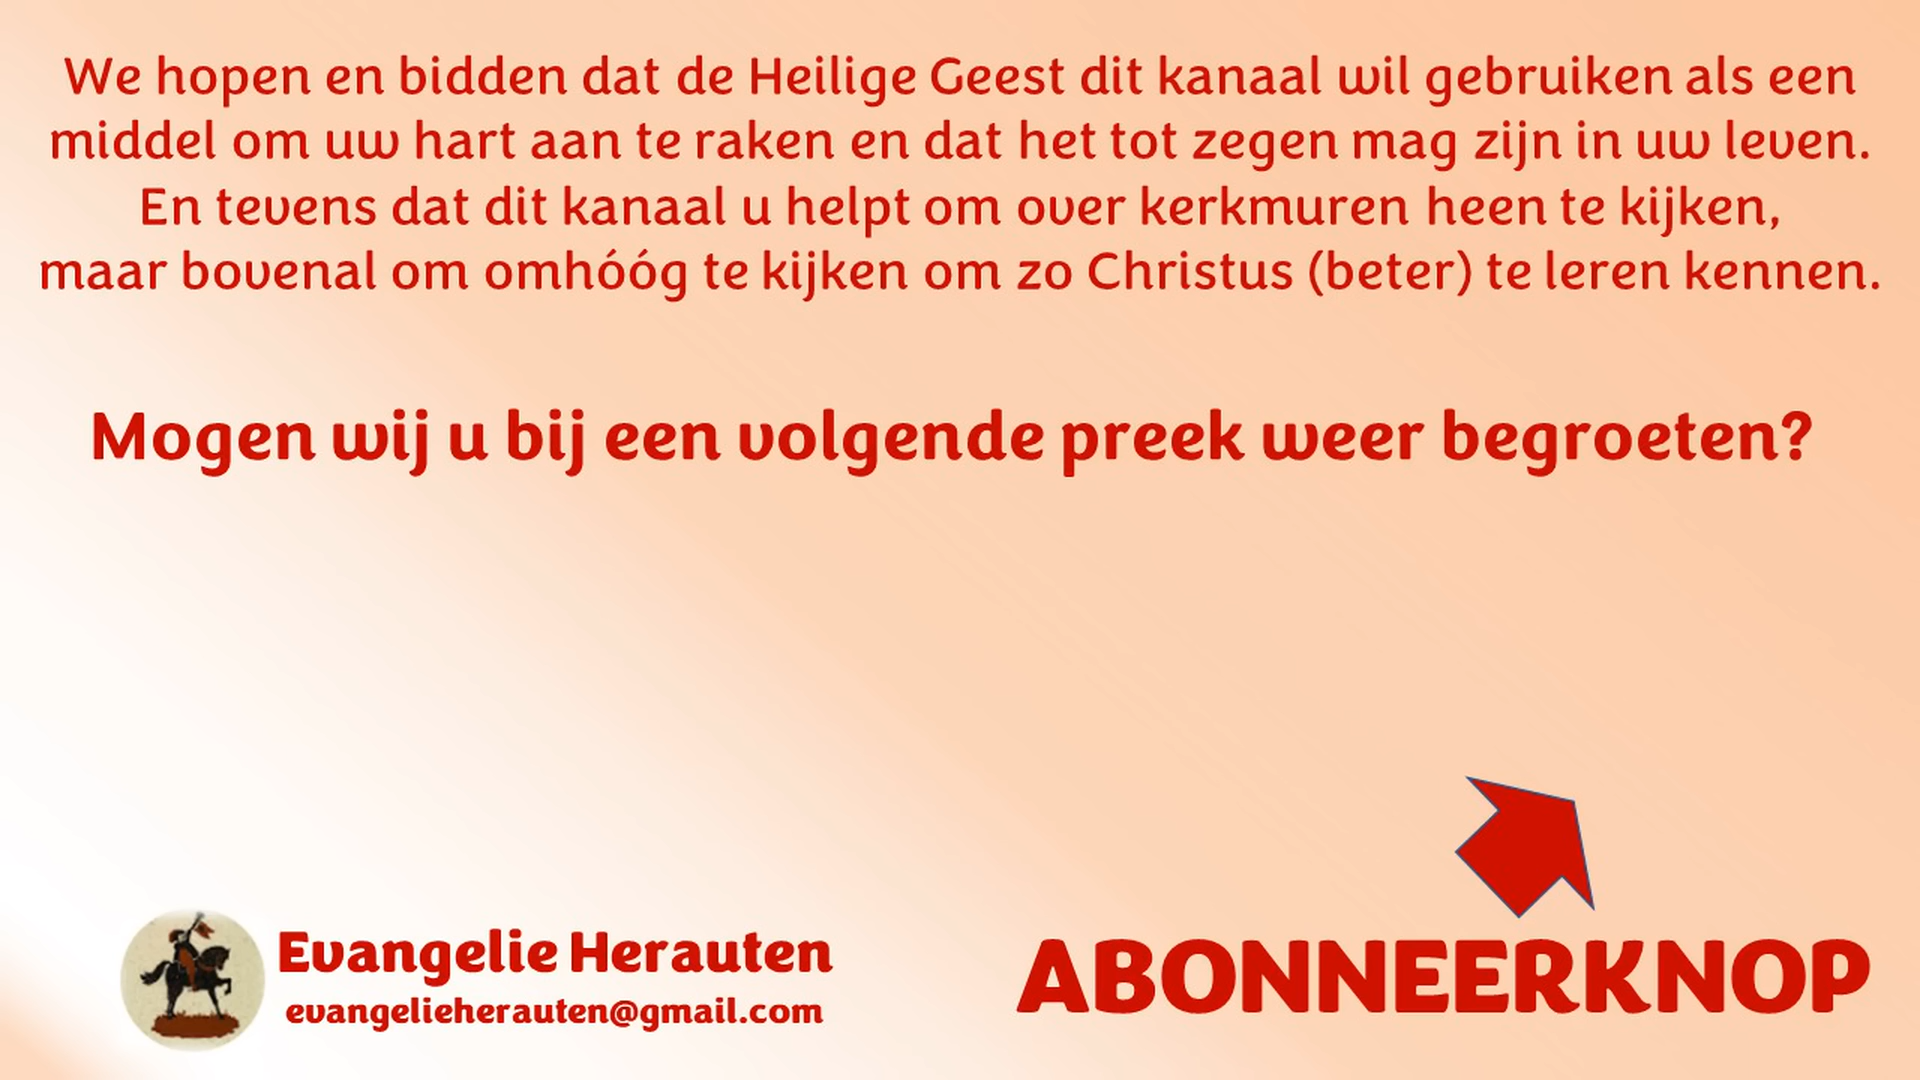 We hopen en bidden dat de Heilige Geest dit kanaal wil gebruiken als een
middel om uw hart aan te raken en dat het tot zegen mag zijn in uw leven.
En tevens dat dit kanaal u helpt om over kerkmuren heen te kijken,
maar bovenal om omhóóg te kijken om zo Christus (beter) te leren kennen.
Mogen wij u bij een volgende preek weer begroeten?
Evangelie Herauten
evangelieherauten@gmail.com
ABONNEERKNOP